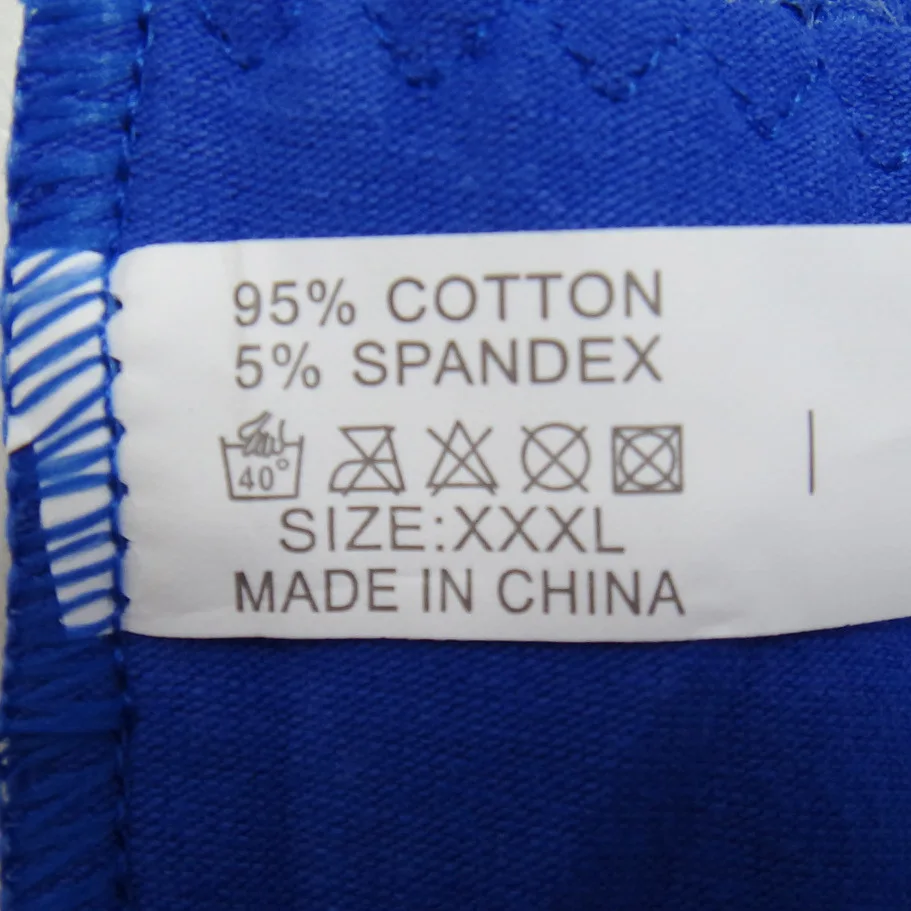 95% COTTON
5% SPANDEX
40°
SIZE:XXXL
MADE IN CHINA